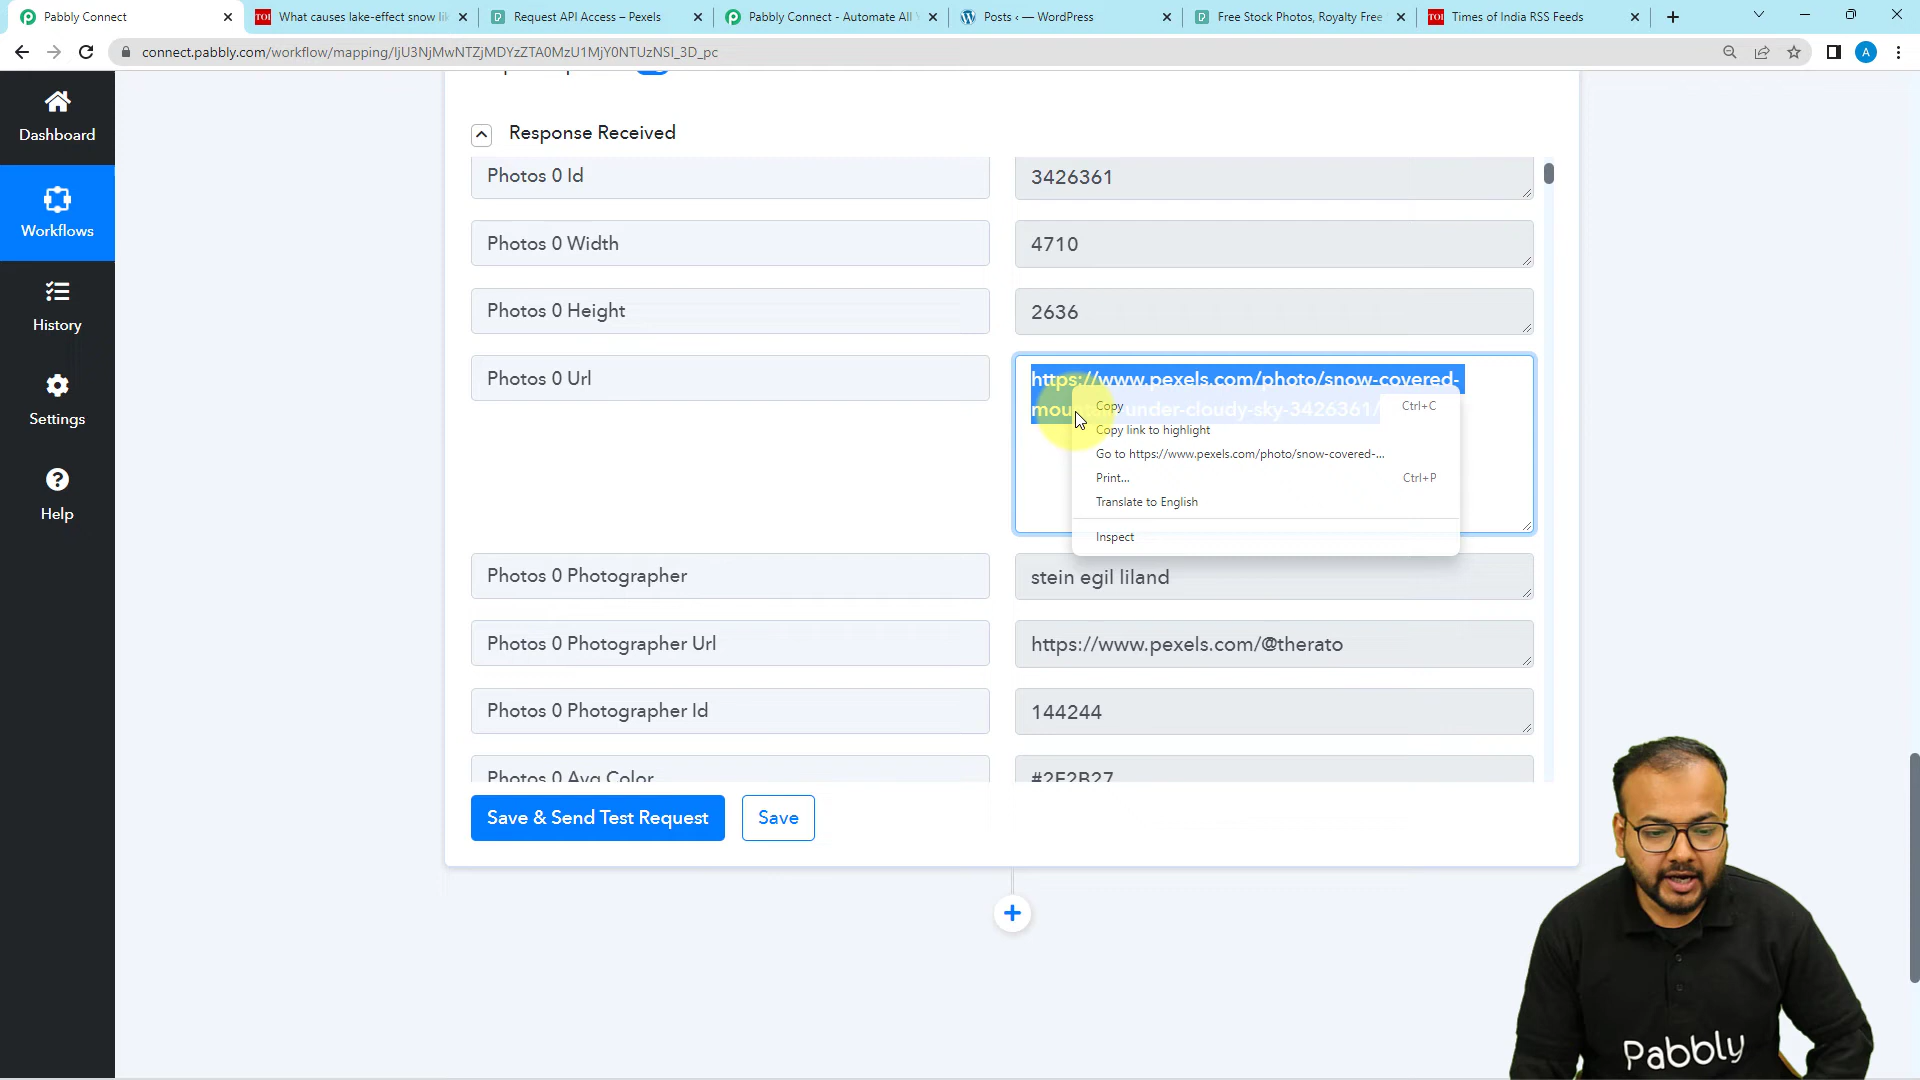 Pabbly Connect
What causes lake-effect snow li
Request API Access – Pexels
Pabbly Connect - Automate All
Posts ‹ — WordPress
Free Stock Photos, Royalty Free
Times of India RSS Feeds
connect.pabbly.com/workflow/mapping/IjU3NjMwNTZjMDYzZTA0MzU1MjY0NTUzNSI_3D_pc
A
Dashboard
Workflows
History
Settings
Help
Response Received
Photos 0 Id
3426361
Photos 0 Width
4710
Photos 0 Height
2636
Photos 0 Url
https://www.pexels.com/photo/snow-covered-
under-cloudy-sky-3426361/
Copy
Ctrl+C
Copy link to highlight
Go to https://www.pexels.com/photo/snow-covered-...
Print...
Ctrl+P
Translate to English
Inspect
Photos 0 Photographer
stein egil liland
Photos 0 Photographer Url
https://www.pexels.com/@therato
Photos 0 Photographer Id
144244
Photos 0 Avg Color
#2F2B27
Save & Send Test Request
Save
Pabbly